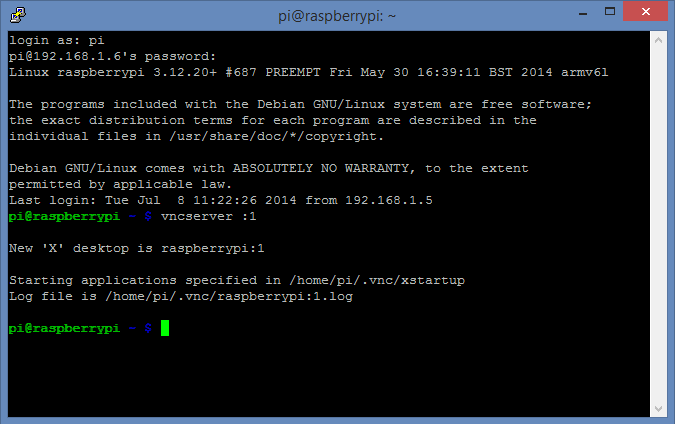 pi@raspberrypi: ~
login as: pi
pi@192.168.1.6's password:
Linux raspberrypi 3.12.20+ #687 PREEMPT Fri May 30 16:39:11 BST 2014 armv6l
The programs included with the Debian GNU/Linux system are free software;
the exact distribution terms for each program are described in the
individual files in /usr/share/doc/*/copyright.
Debian GNU/Linux comes with ABSOLUTELY NO WARRANTY, to the extent
permitted by applicable law.
Last login: Tue Jul  8 11:22:26 2014 from 192.168.1.5
pi@raspberrypi ~ $ vncserver :1
New 'X' desktop is raspberrypi:1
Starting applications specified in /home/pi/.vnc/xstartup
Log file is /home/pi/.vnc/raspberrypi:1.log
pi@raspberrypi ~ $